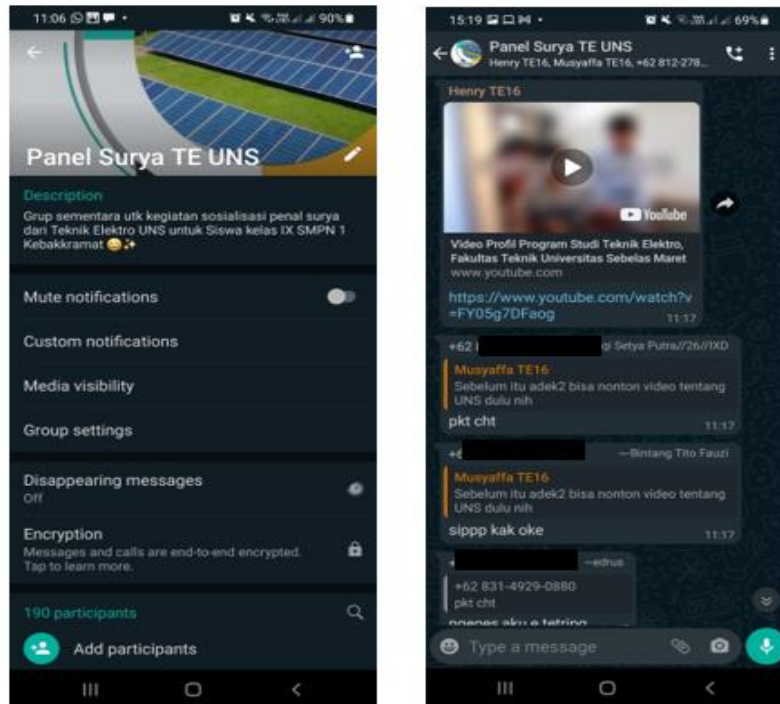 11:06
90%
Panel Surya TE UNS
Description
Grup sementara utk kegiatan sosialisasi penal surya
dari Teknik Elektro UNS untuk Siswa kelas IX SMPN 1
Kebakkramat
Mute notifications
Custom notifications
Media visibility
Group settings
Disappearing messages
Off
Encryption
Messages and calls are end-to-end encrypted.
Tap to learn more.
190 participants
Add participants
15:19
69%
Panel Surya TE UNS
Henry TE16, Musyaffa TE16, +62 812-278...
Henry TE16
YouTube
Video Profil Program Studi Teknik Elektro,
Fakultas Teknik Universitas Sebelas Maret
www.youtube.com
https://www.youtube.com/watch?v
=FY05g7DFaog
11:17
+62 qi Setya Putra//26//IXD
Musyaffa TE16
Sebelum itu adek2 bisa nonton video tentang
UNS dulu nih
pkt cht
11:17
~Bintang Tito Fauzi
Musyaffa TE16
Sebelum itu adek2 bisa nonton video tentang
UNS dulu nih
sippp kak oke
11:17
~edrus
+62 831-4929-0880
pkt cht
ngenes aku e tetring
Type a message